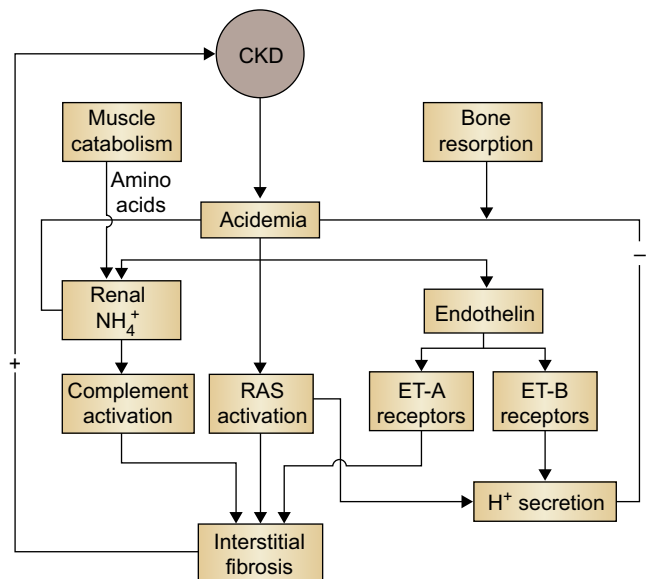 CKD
Muscle
catabolism
Bone
resorption
Amino
acids
Acidemia
−
Renal
NH₄⁺
Endothelin
+
Complement
activation
RAS
activation
ET-A
receptors
ET-B
receptors
H⁺ secretion
Interstitial
fibrosis